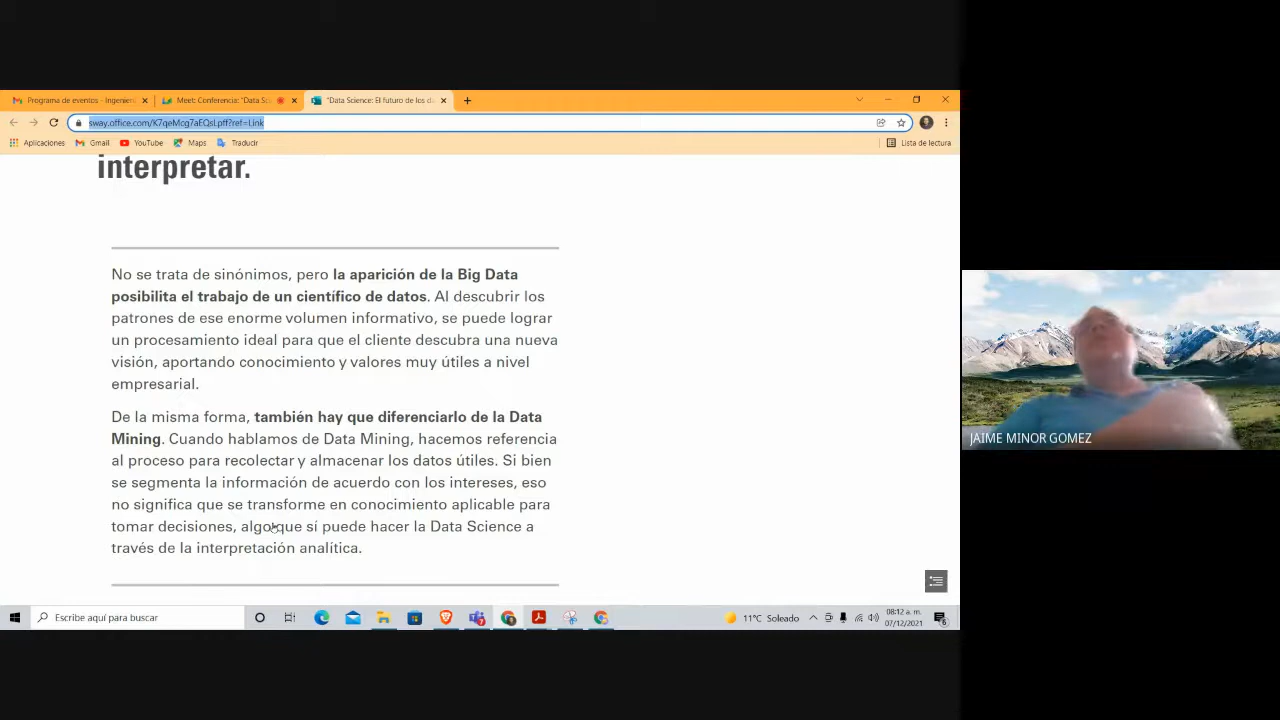 Programa de eventos - Ingenier
Meet: Conferencia: "Data Sci
"Data Science: El futuro de los da
sway.office.com/K7qeMcg7aEQsLpff?ref=Link
Aplicaciones
Gmail
YouTube
Maps
Traducir
Lista de lectura
interpretar.
No se trata de sinónimos, pero la aparición de la Big Data
posibilita el trabajo de un científico de datos. Al descubrir los
patrones de ese enorme volumen informativo, se puede lograr
un procesamiento ideal para que el cliente descubra una nueva
visión, aportando conocimiento y valores muy útiles a nivel
empresarial.
De la misma forma, también hay que diferenciarlo de la Data
Mining. Cuando hablamos de Data Mining, hacemos referencia
al proceso para recolectar y almacenar los datos útiles. Si bien
se segmenta la información de acuerdo con los intereses, eso
no significa que se transforme en conocimiento aplicable para
tomar decisiones, algo que sí puede hacer la Data Science a
través de la interpretación analítica.
JAIME MINOR GOMEZ
Escribe aquí para buscar
11°C Soleado
08:12 a. m.
07/12/2021